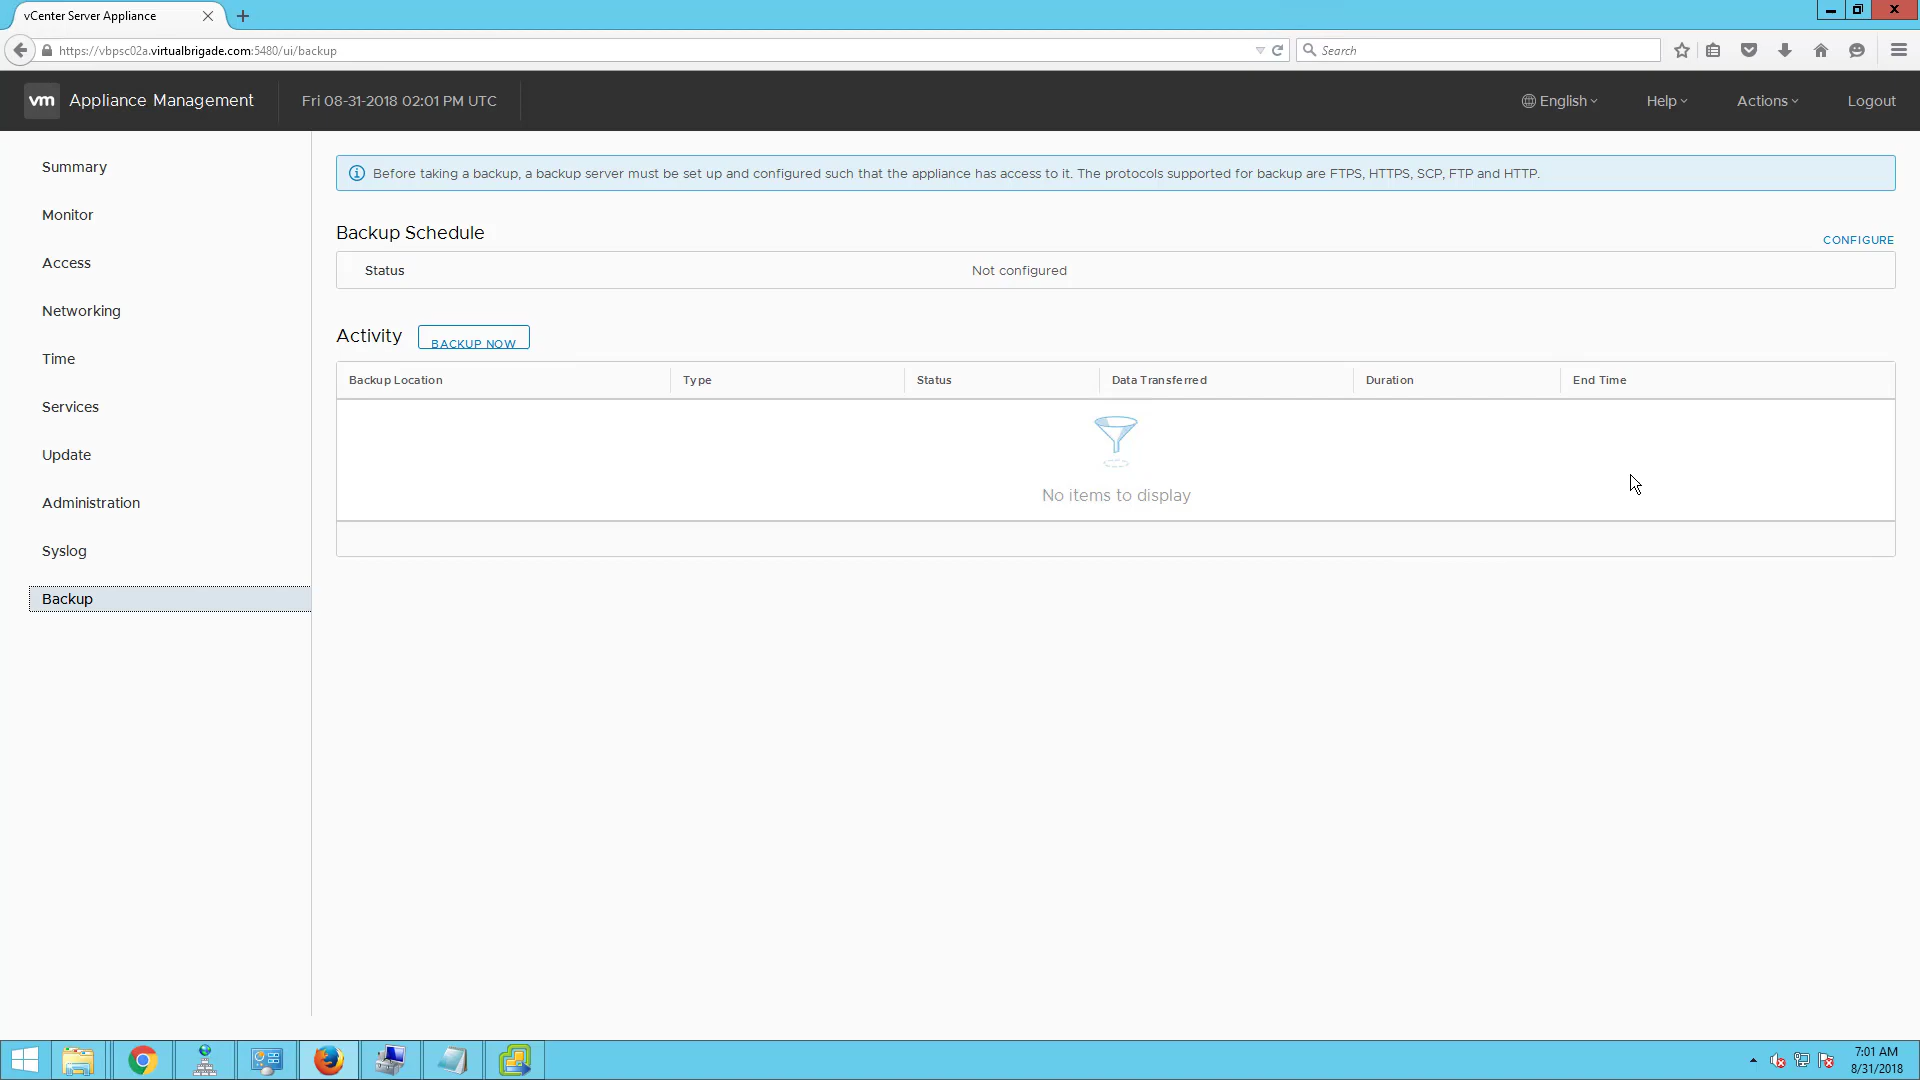 vCenter Server Appliance
https://vbpsc02a.virtualbrigade.com:5480/ui/backup
Search
vm Appliance Management Fri 08-31-2018 02:01 PM UTC English Help Actions Logout
Summary
Monitor
Access
Networking
Time
Services
Update
Administration
Syslog
Backup
Before taking a backup, a backup server must be set up and configured such that the appliance has access to it. The protocols supported for backup are FTPS, HTTPS, SCP, FTP and HTTP.
Backup Schedule
CONFIGURE
Status Not configured
Activity BACKUP NOW
Backup Location Type Status Data Transferred Duration End Time
No items to display
7:01 AM
8/31/2018